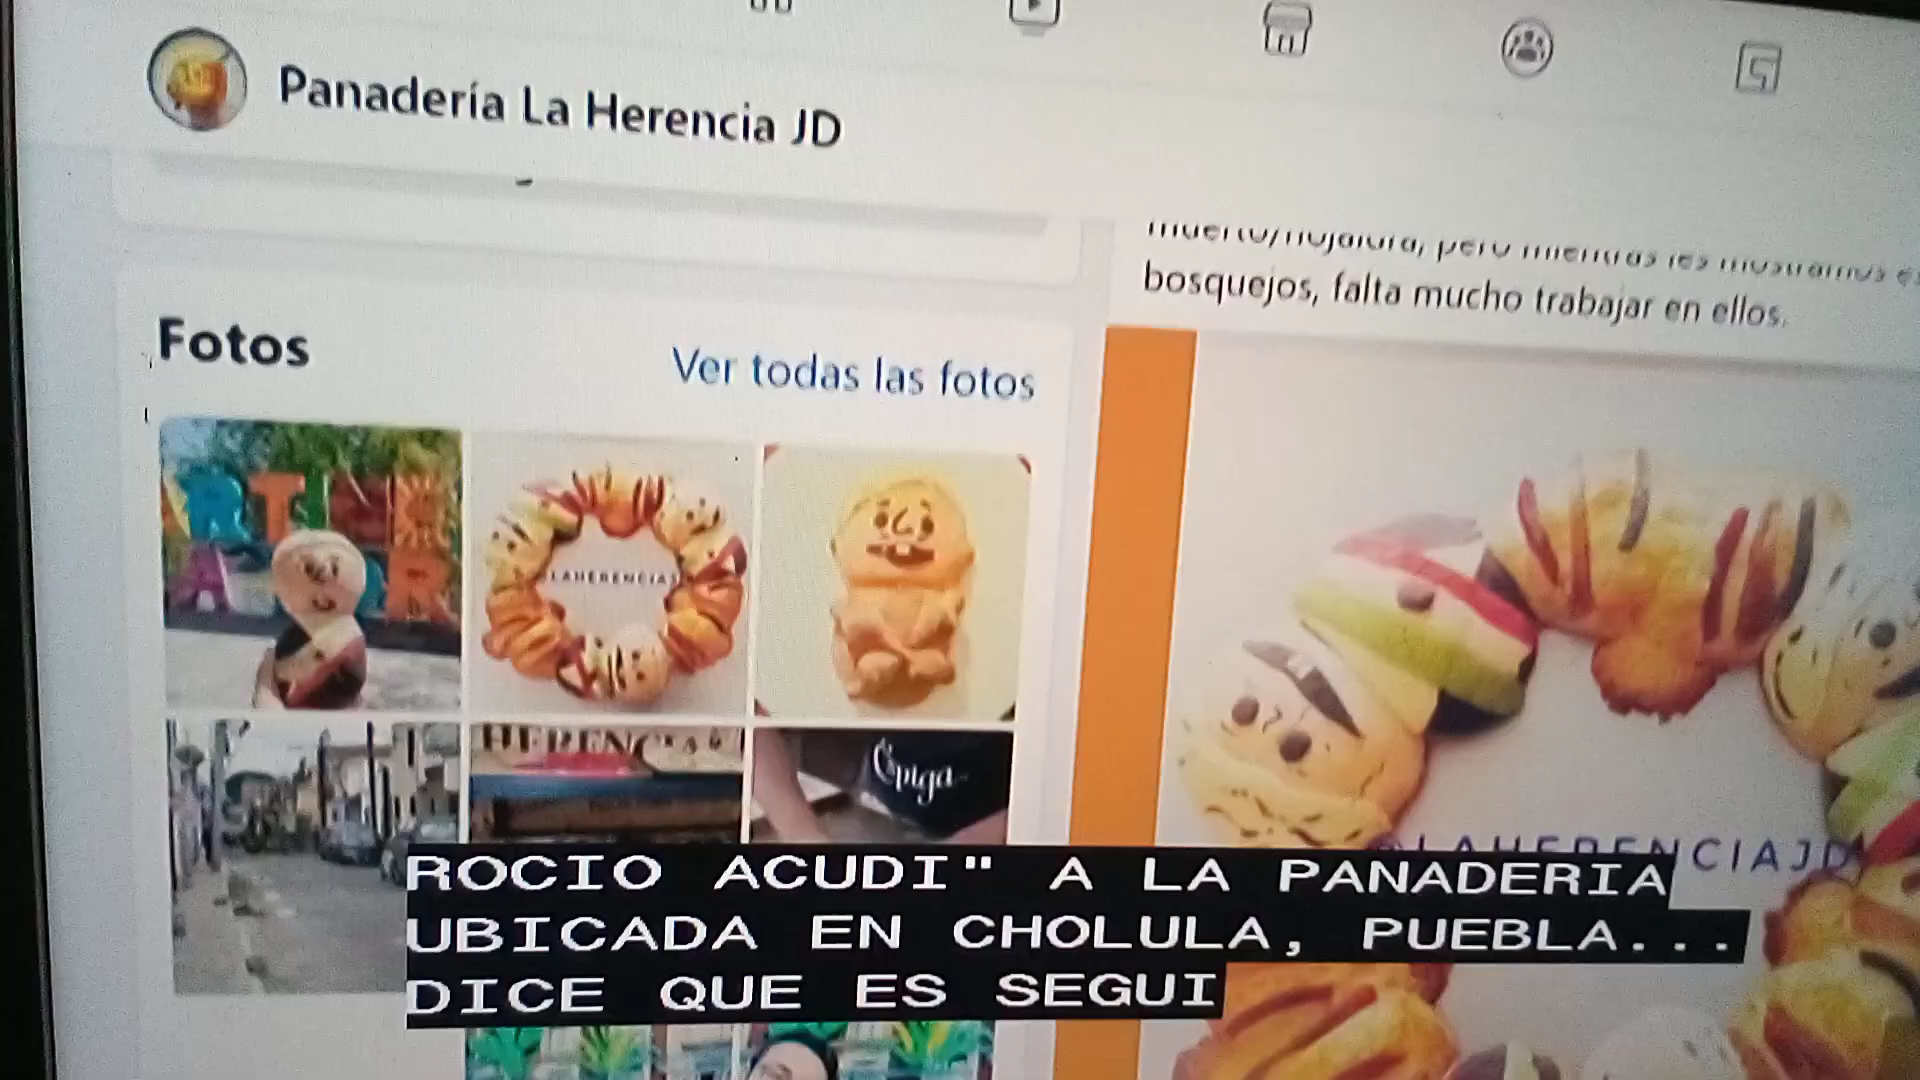 Panadería La Herencia JD
bosquejos, falta mucho trabajar en ellos.
Fotos
Ver todas las fotos
LAHERENCIAJD
Espiga
ROCIO ACUDI" A LA PANADERIA
UBICADA EN CHOLULA, PUEBLA...
DICE QUE ES SEGUI